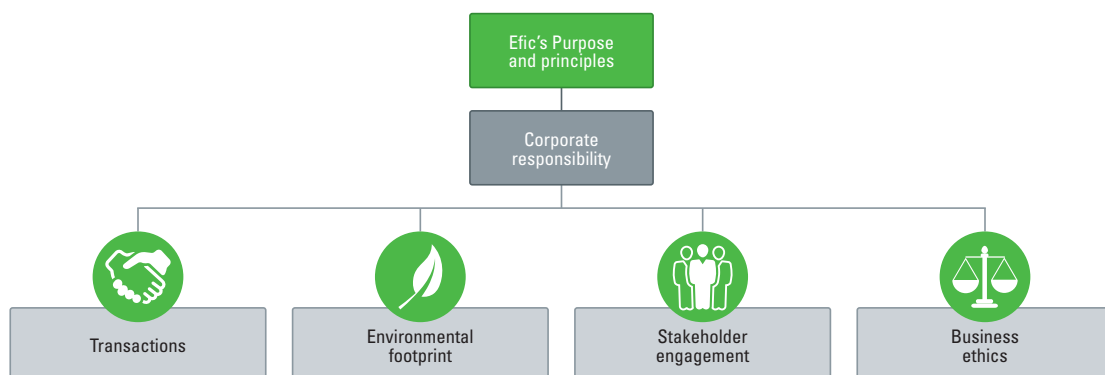 Efic's Purpose
and principles
Corporate
responsibility
Transactions
Environmental
footprint
Stakeholder
engagement
Business
ethics